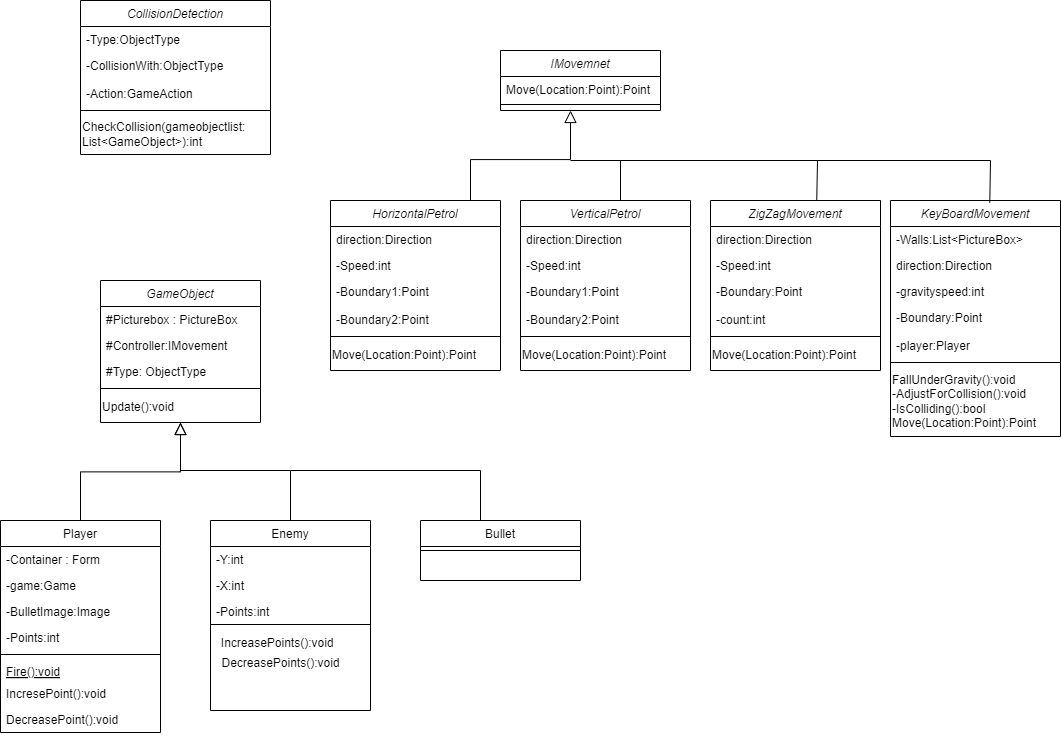 CollisionDetection
-Type:ObjectType
-CollisionWith:ObjectType
-Action:GameAction
CheckCollision(gameobjectlist:
List<GameObject>):int
IMovemnet
Move(Location:Point):Point
HorizontalPetrol
direction:Direction
-Speed:int
-Boundary1:Point
-Boundary2:Point
Move(Location:Point):Point
VerticalPetrol
direction:Direction
-Speed:int
-Boundary1:Point
-Boundary2:Point
Move(Location:Point):Point
ZigZagMovement
direction:Direction
-Speed:int
-Boundary:Point
-count:int
Move(Location:Point):Point
KeyBoardMovement
-Walls:List<PictureBox>
direction:Direction
-gravityspeed:int
-Boundary:Point
-player:Player
FallUnderGravity():void
-AdjustForCollision():void
-IsColliding():bool
Move(Location:Point):Point
GameObject
#Picturebox : PictureBox
#Controller:IMovement
#Type: ObjectType
Update():void
Player
-Container : Form
-game:Game
-BulletImage:Image
-Points:int
Fire():void
IncresePoint():void
DecreasePoint():void
Enemy
-Y:int
-X:int
-Points:int
IncreasePoints():void
DecreasePoints():void
Bullet